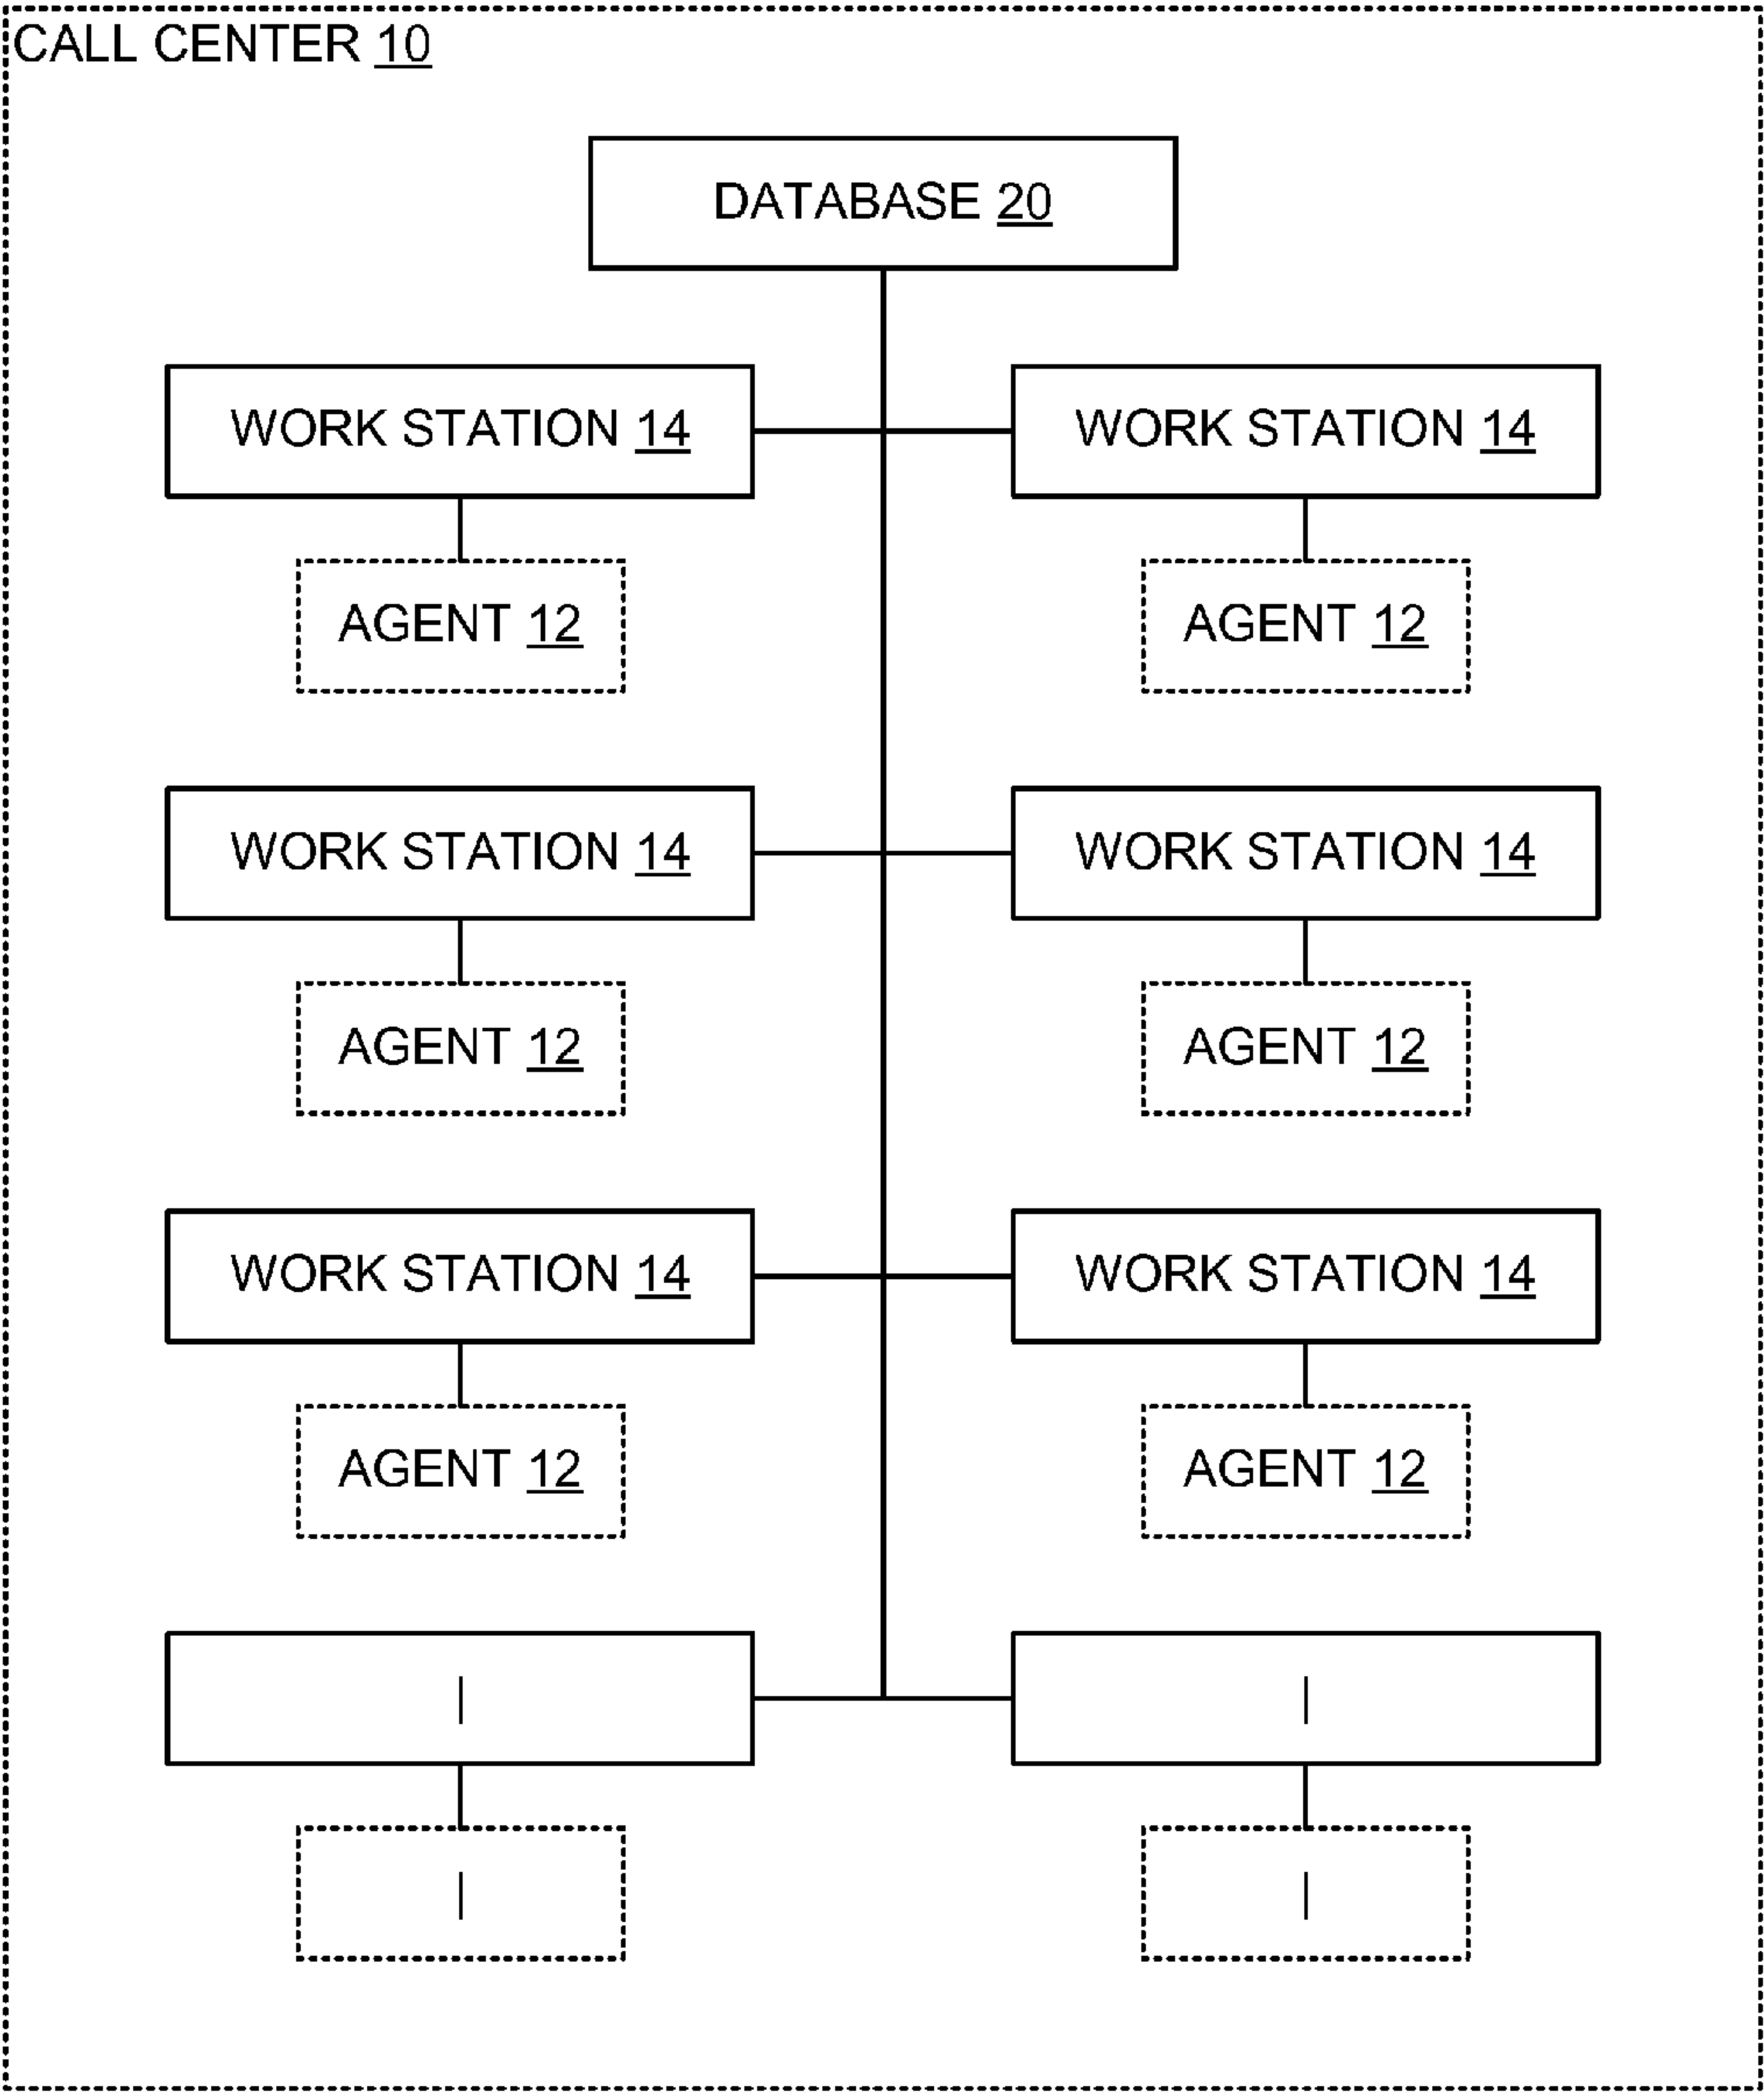 CALL CENTER 10
DATABASE 20
WORK STATION 14
WORK STATION 14
AGENT 12
AGENT 12
WORK STATION 14
WORK STATION 14
AGENT 12
AGENT 12
WORK STATION 14
WORK STATION 14
AGENT 12
AGENT 12
|
|
|
|